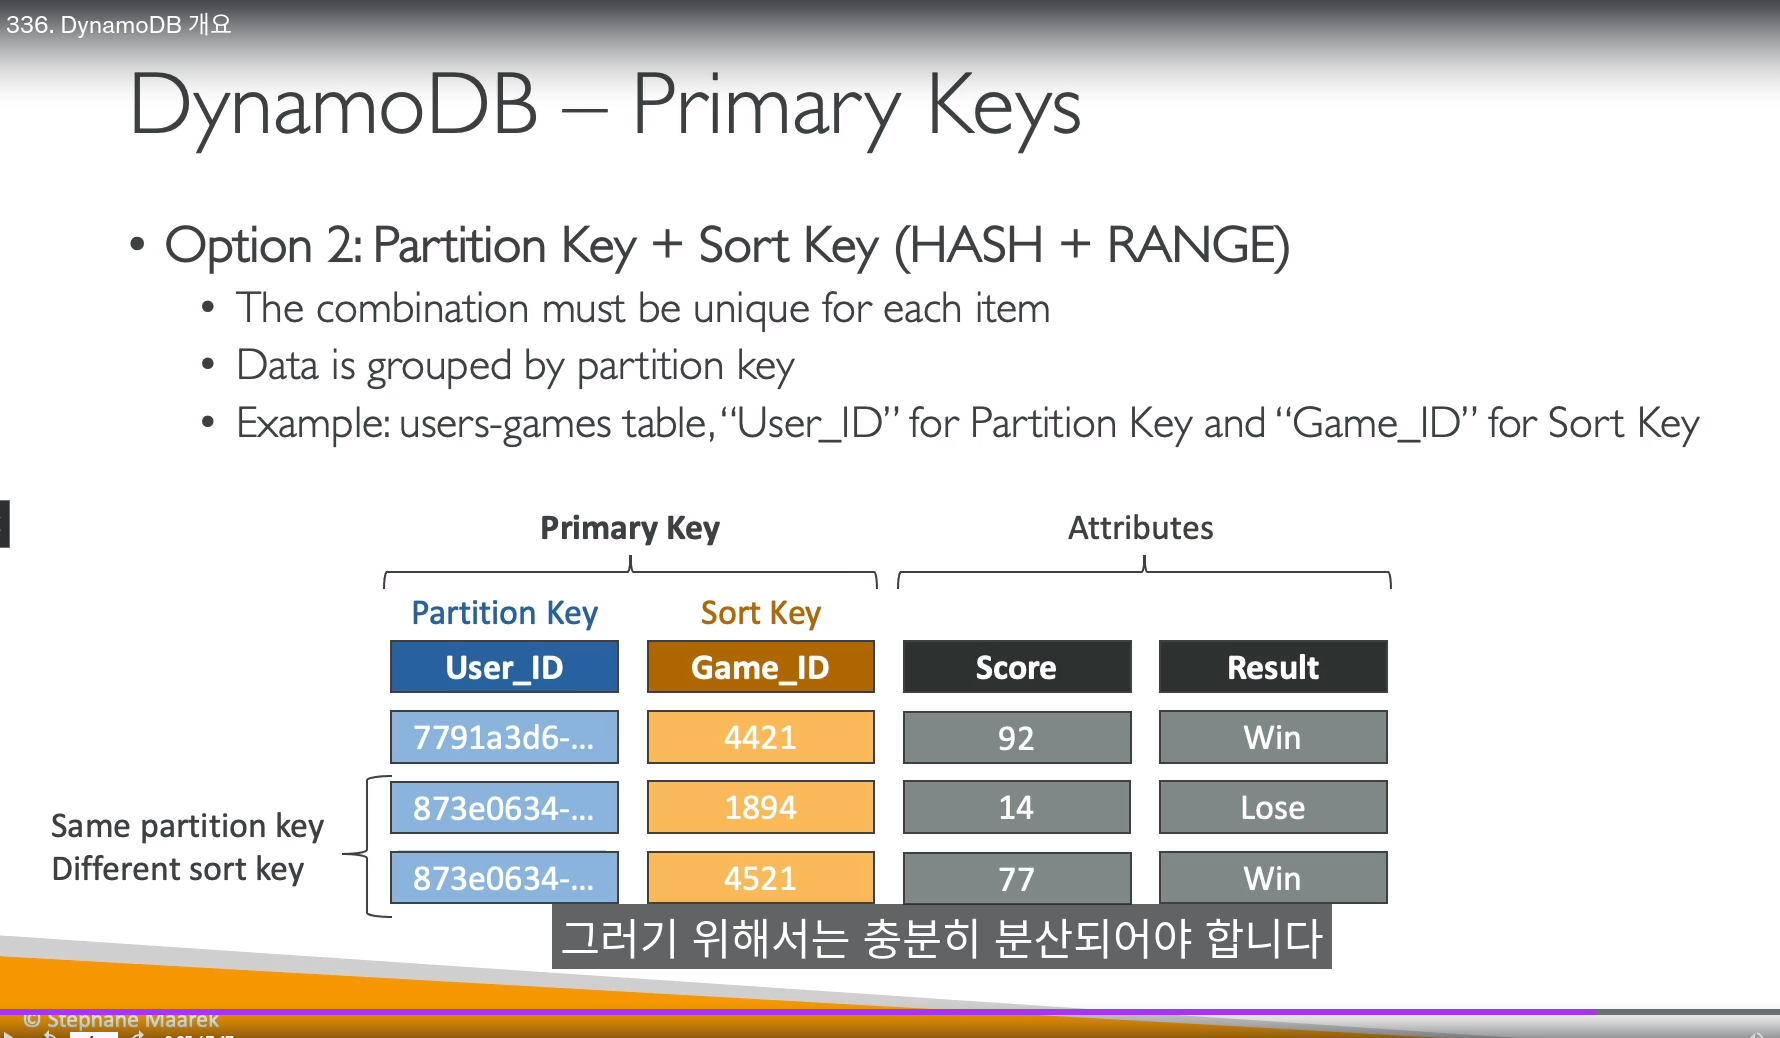 336. DynamoDB 개요
DynamoDB – Primary Keys
• Option 2: Partition Key + Sort Key (HASH + RANGE)
• The combination must be unique for each item
• Data is grouped by partition key
• Example: users-games table, “User_ID” for Partition Key and “Game_ID” for Sort Key
Primary Key Attributes
Partition Key Sort Key
User_ID Game_ID Score Result
7791a3d6-... 4421 92 Win
873e0634-... 1894 14 Lose
873e0634-... 4521 77 Win
Same partition key
Different sort key
그러기 위해서는 충분히 분산되어야 합니다
© Stephane Maarek